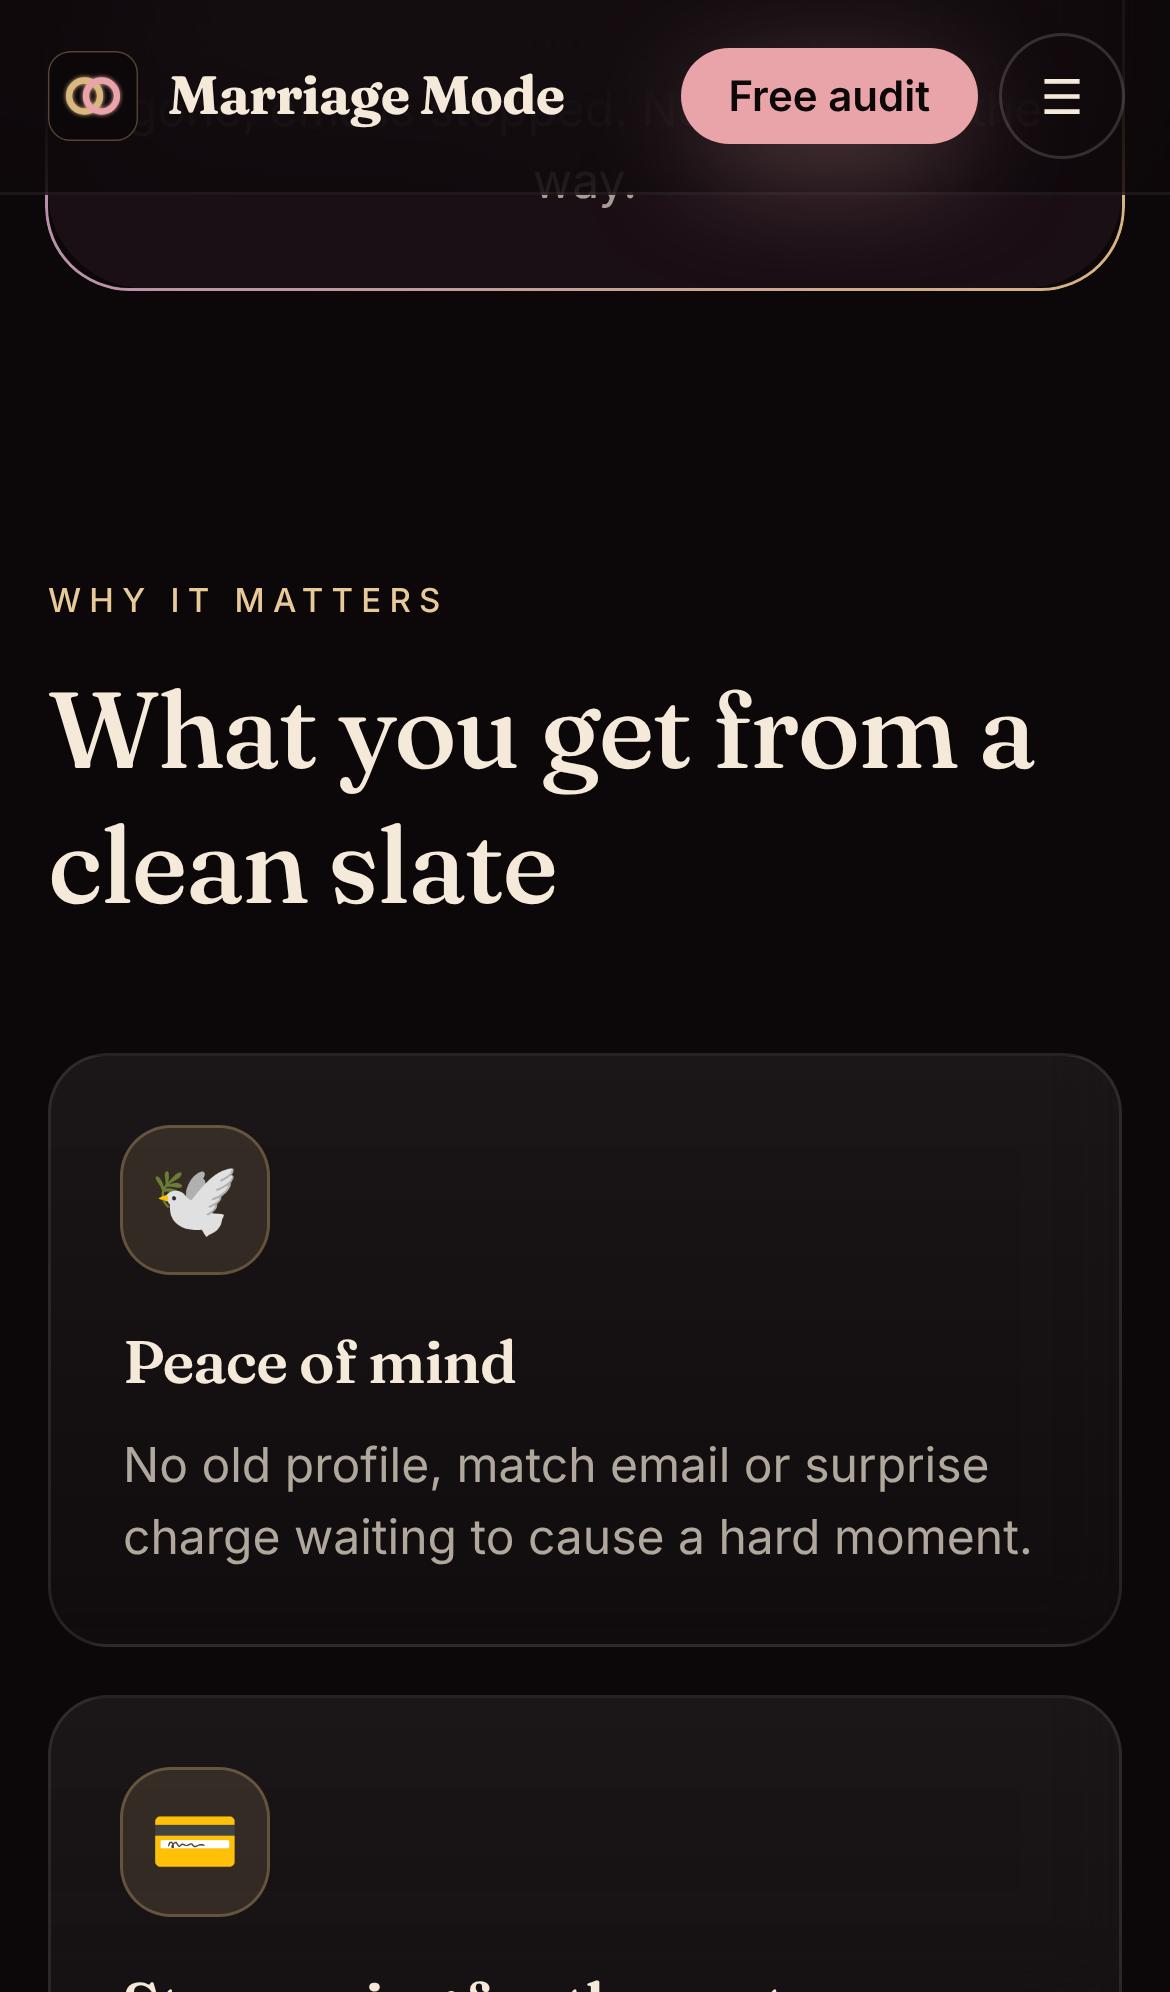 Marriage Mode
Free audit
stopped.
way.
WHY IT MATTERS
What you get from a
clean slate
Peace of mind
No old profile, match email or surprise
charge waiting to cause a hard moment.